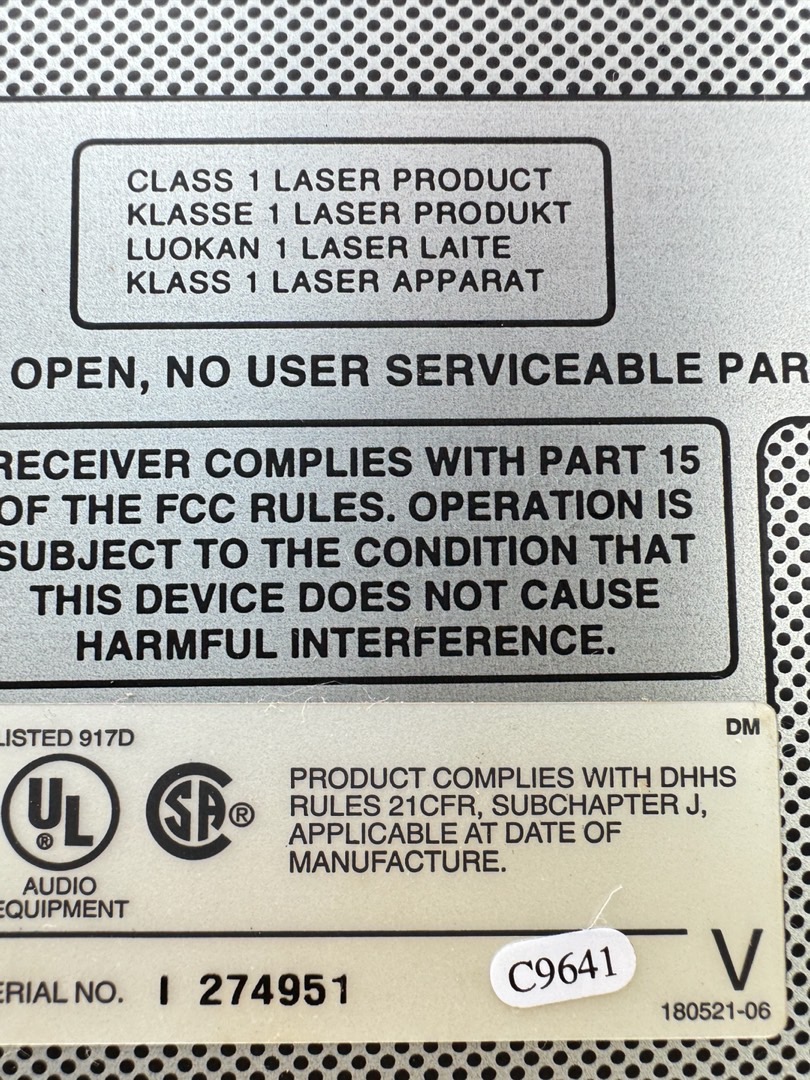 CLASS 1 LASER PRODUCT
KLASSE 1 LASER PRODUKT
LUOKAN 1 LASER LAITE
KLASS 1 LASER APPARAT
OPEN, NO USER SERVICEABLE PAR
RECEIVER COMPLIES WITH PART 15
OF THE FCC RULES. OPERATION IS
SUBJECT TO THE CONDITION THAT
THIS DEVICE DOES NOT CAUSE
HARMFUL INTERFERENCE.
DM
LISTED 917D
UL ®
AUDIO
EQUIPMENT
SA ®
PRODUCT COMPLIES WITH DHHS
RULES 21CFR, SUBCHAPTER J,
APPLICABLE AT DATE OF
MANUFACTURE.
ERIAL NO. I 274951
C9641
V
180521-06